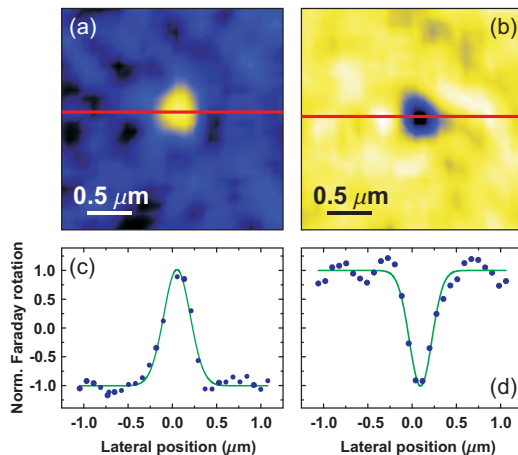 (a)
(b)
0.5 μm
0.5 μm
Norm. Faraday rotation
1.0
0.5
0.0
-0.5
-1.0
(c)
(d)
-1.0 -0.5 0.0 0.5 1.0
-1.0 -0.5 0.0 0.5 1.0
Lateral position (μm)
Lateral position (μm)